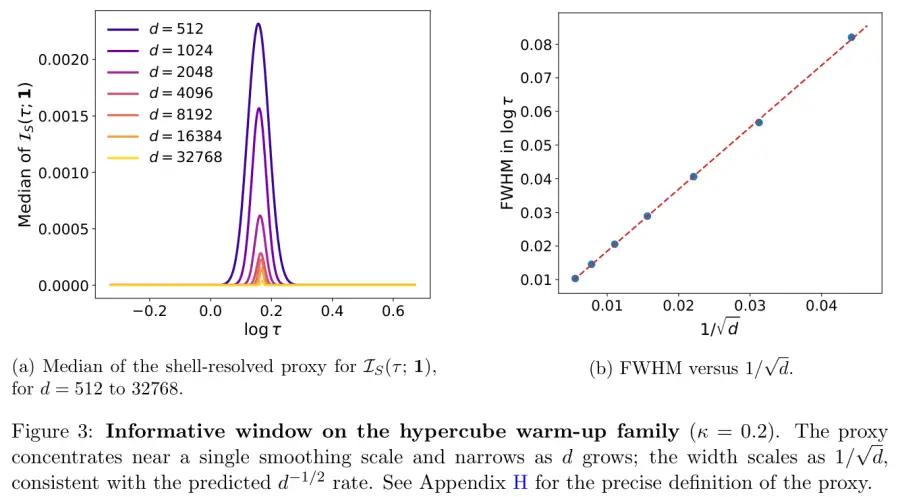 0.0020
0.0015
0.0010
0.0005
0.0000
Median of 𝓘_S(τ; 𝟏)
d = 512
d = 1024
d = 2048
d = 4096
d = 8192
d = 16384
d = 32768
−0.2 0.0 0.2 0.4 0.6
log τ
0.08
0.07
0.06
0.05
0.04
0.03
0.02
0.01
FWHM in log τ
0.01 0.02 0.03 0.04
1/√d
(a) Median of the shell-resolved proxy for 𝓘_S(τ; 𝟏),
for d = 512 to 32768.
(b) FWHM versus 1/√d.
Figure 3: Informative window on the hypercube warm-up family (κ = 0.2). The proxy
concentrates near a single smoothing scale and narrows as d grows; the width scales as 1/√d,
consistent with the predicted d^{−1/2} rate. See Appendix H for the precise definition of the proxy.